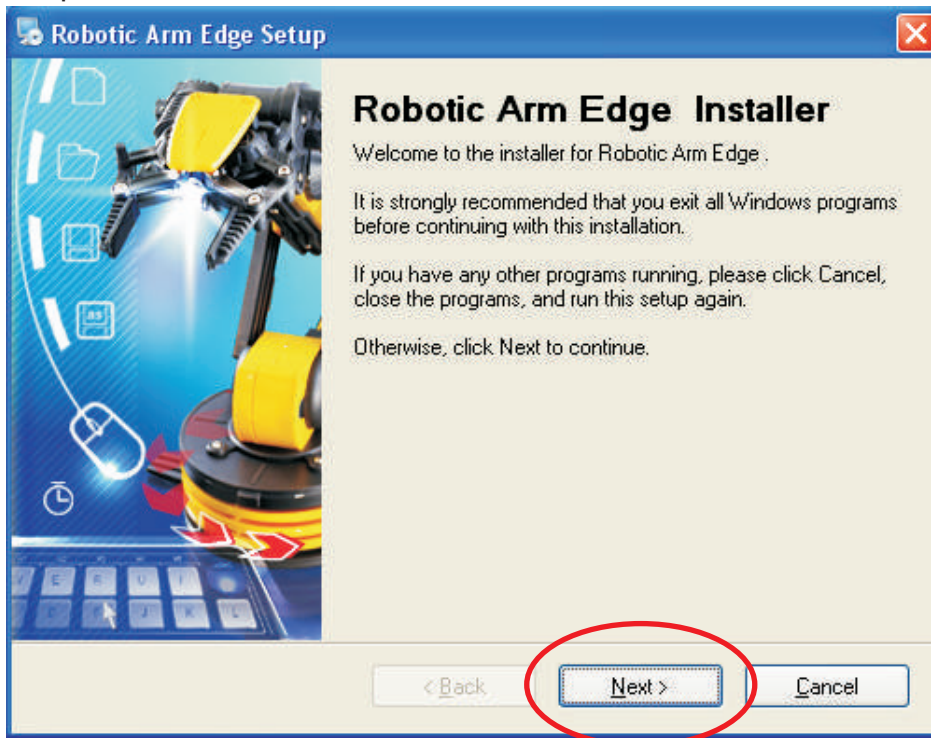 Robotic Arm Edge Setup
Robotic Arm Edge Installer
Welcome to the installer for Robotic Arm Edge .
It is strongly recommended that you exit all Windows programs
before continuing with this installation.
If you have any other programs running, please click Cancel,
close the programs, and run this setup again.
Otherwise, click Next to continue.
as
E R U I
J K L
< Back
Next >
Cancel